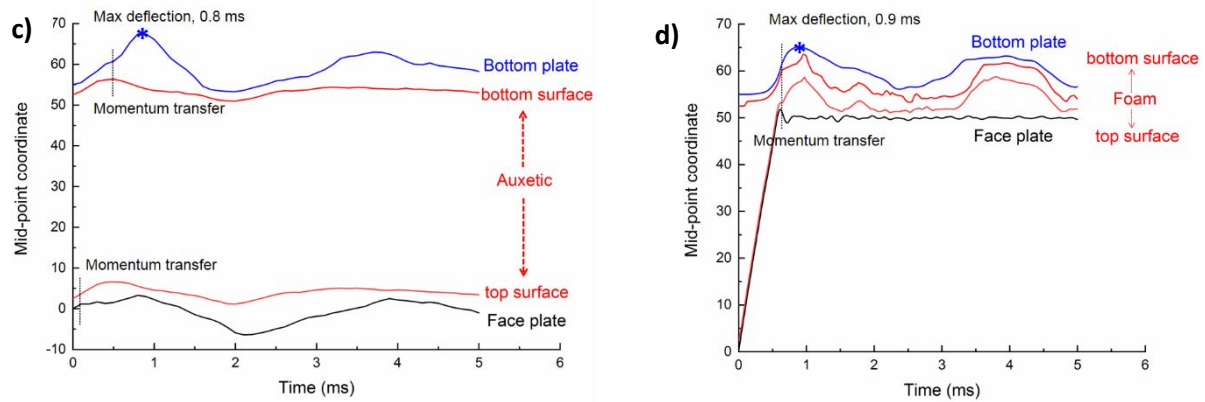 c)
Max deflection, 0.8 ms
70
60
50
40
30
20
10
0
-10
Mid-point coordinate
*
Bottom plate
bottom surface
Momentum transfer
Auxetic
Momentum transfer
top surface
Face plate
0
1
2
3
4
5
6
Time (ms)
d)
Max deflection, 0.9 ms
70
60
50
40
30
20
10
0
Mid-point coordinate
*
Bottom plate
bottom surface
Foam
top surface
Momentum transfer
Face plate
0
1
2
3
4
5
6
Time (ms)